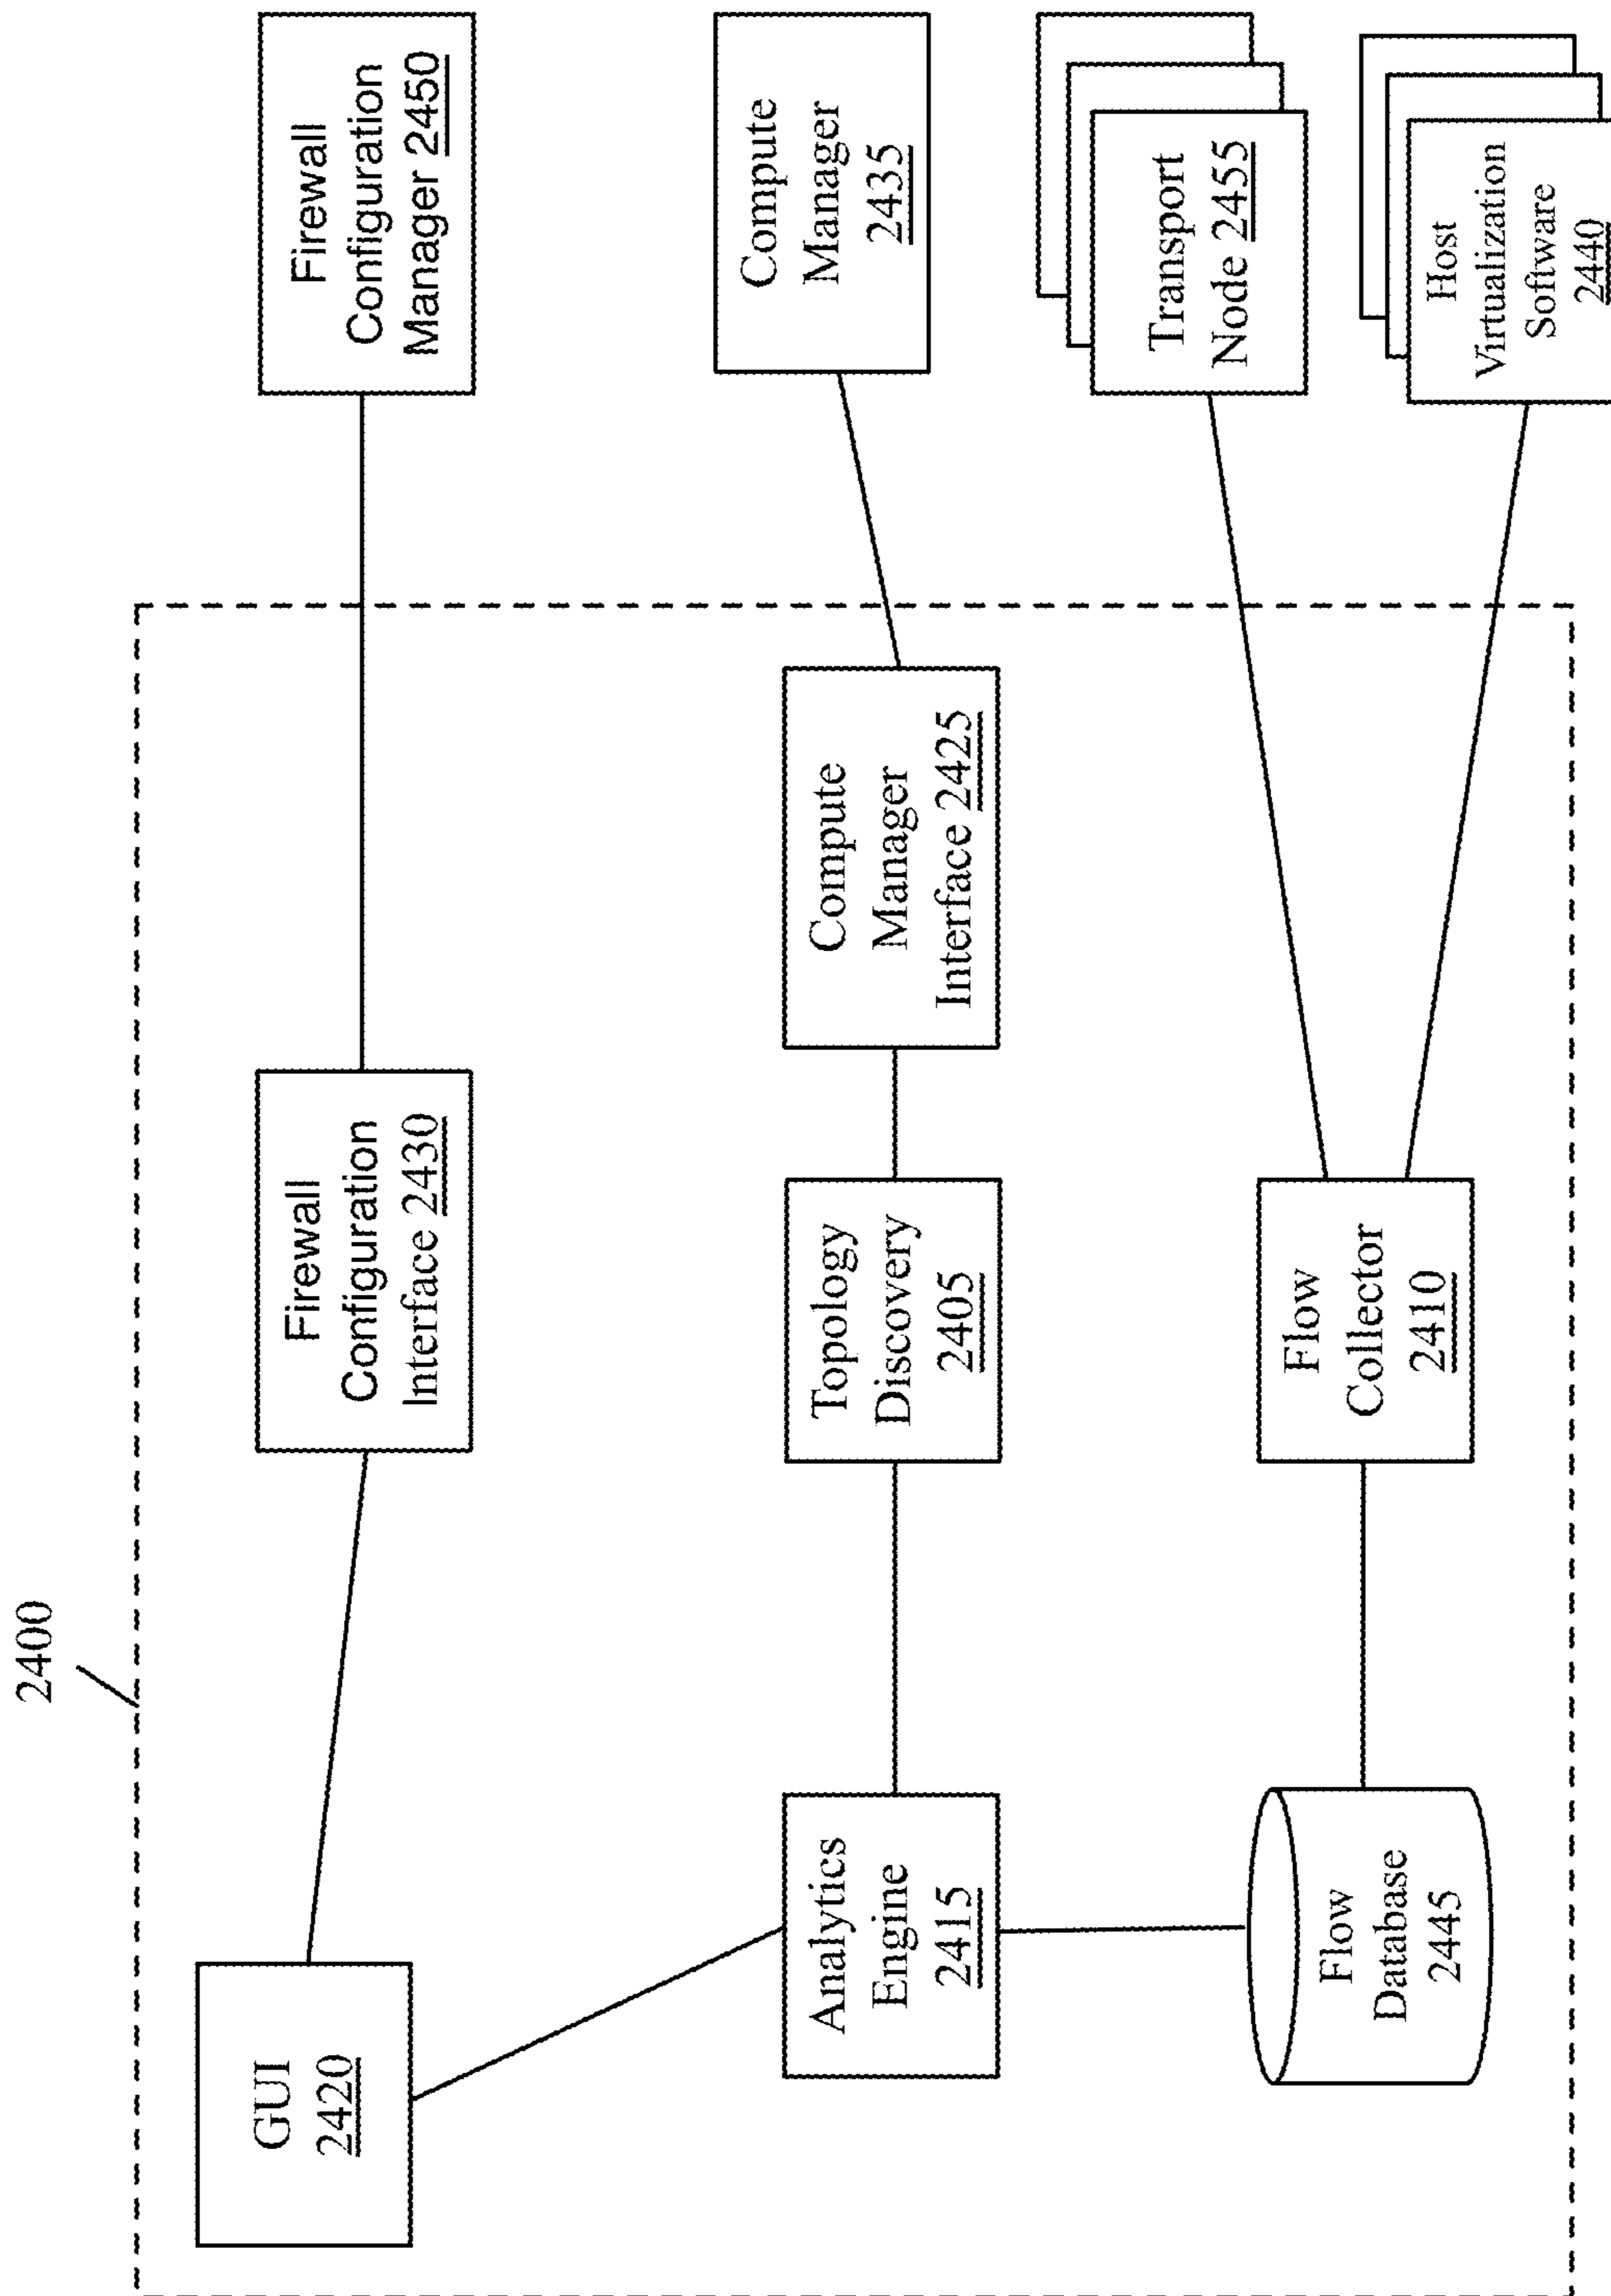 2400
GUI
2420
Firewall
Configuration
Interface 2430
Firewall
Configuration
Manager 2450
Analytics
Engine
2415
Topology
Discovery
2405
Compute
Manager
Interface 2425
Compute
Manager
2435
Flow
Database
2445
Flow
Collector
2410
Transport
Node 2455
Host
Virtualization
Software
2440